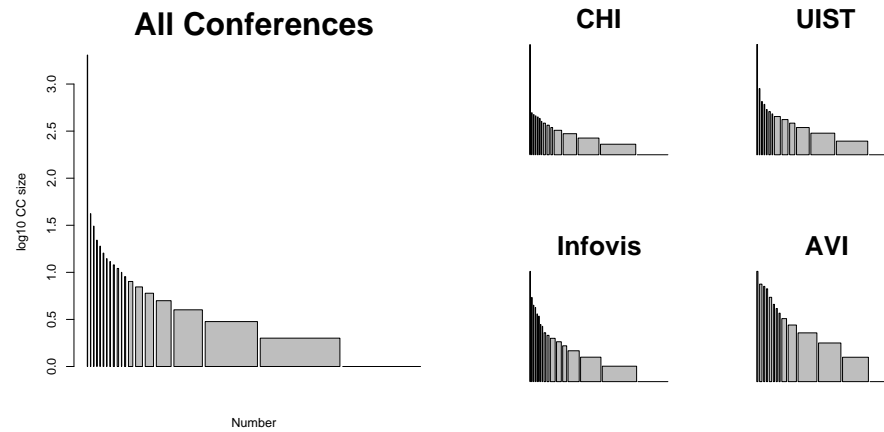 All Conferences
CHI
UIST
log10 CC size
3.0
2.5
2.0
1.5
1.0
0.5
0.0
Number
Infovis
AVI